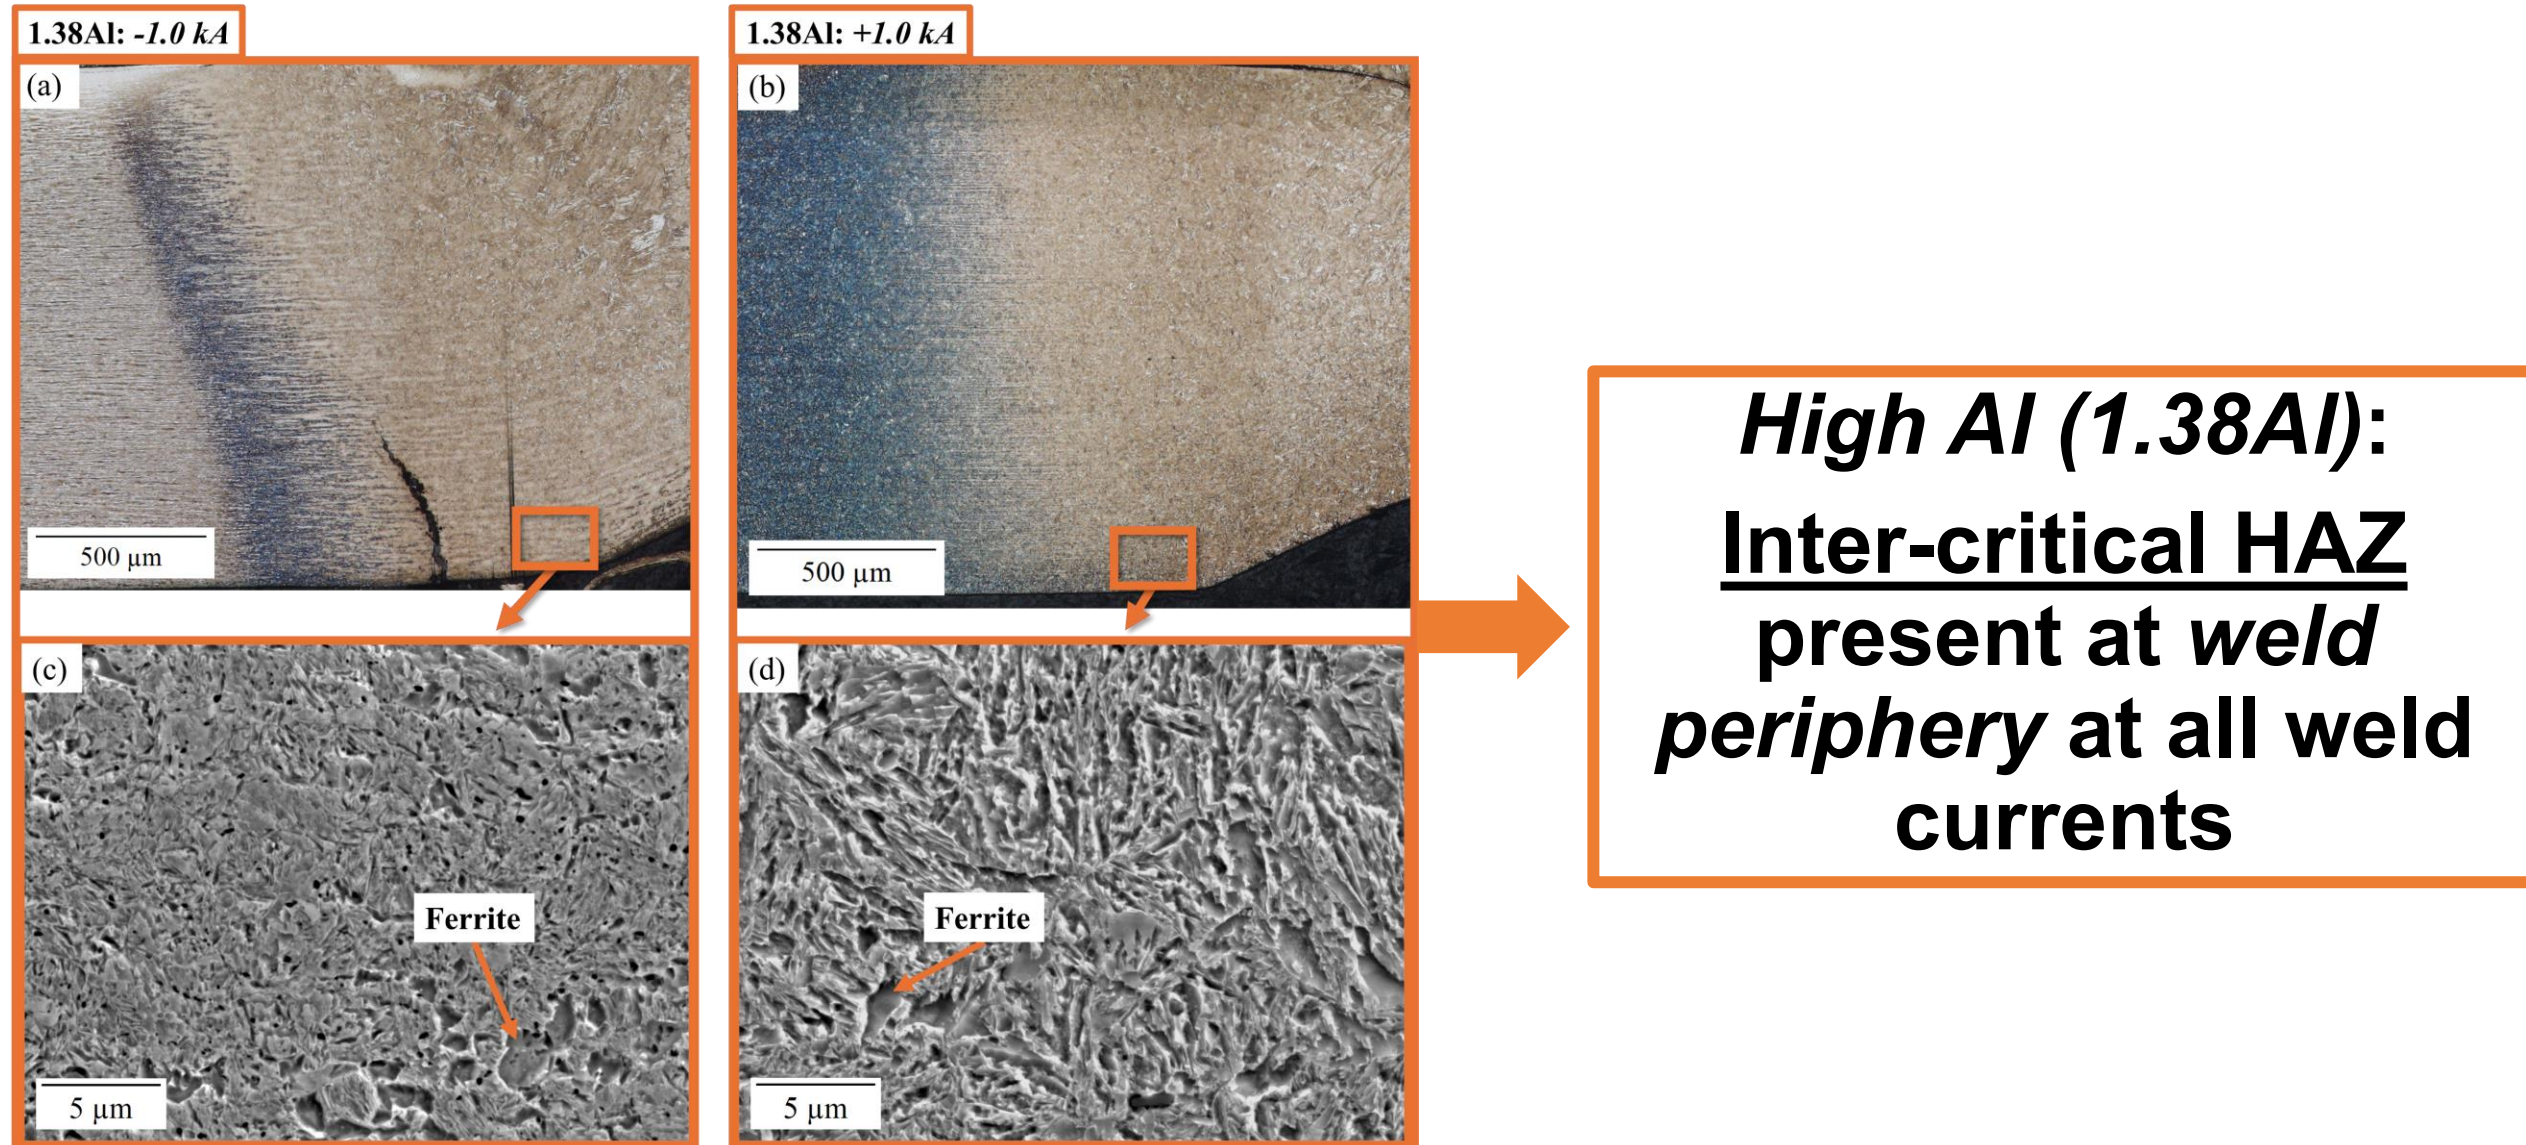 1.38Al: -1.0 kA
(a)
500 µm
(c)
Ferrite
5 µm
1.38Al: +1.0 kA
(b)
500 µm
(d)
Ferrite
5 µm
High Al (1.38Al):
Inter-critical HAZ
present at weld
periphery at all weld
currents